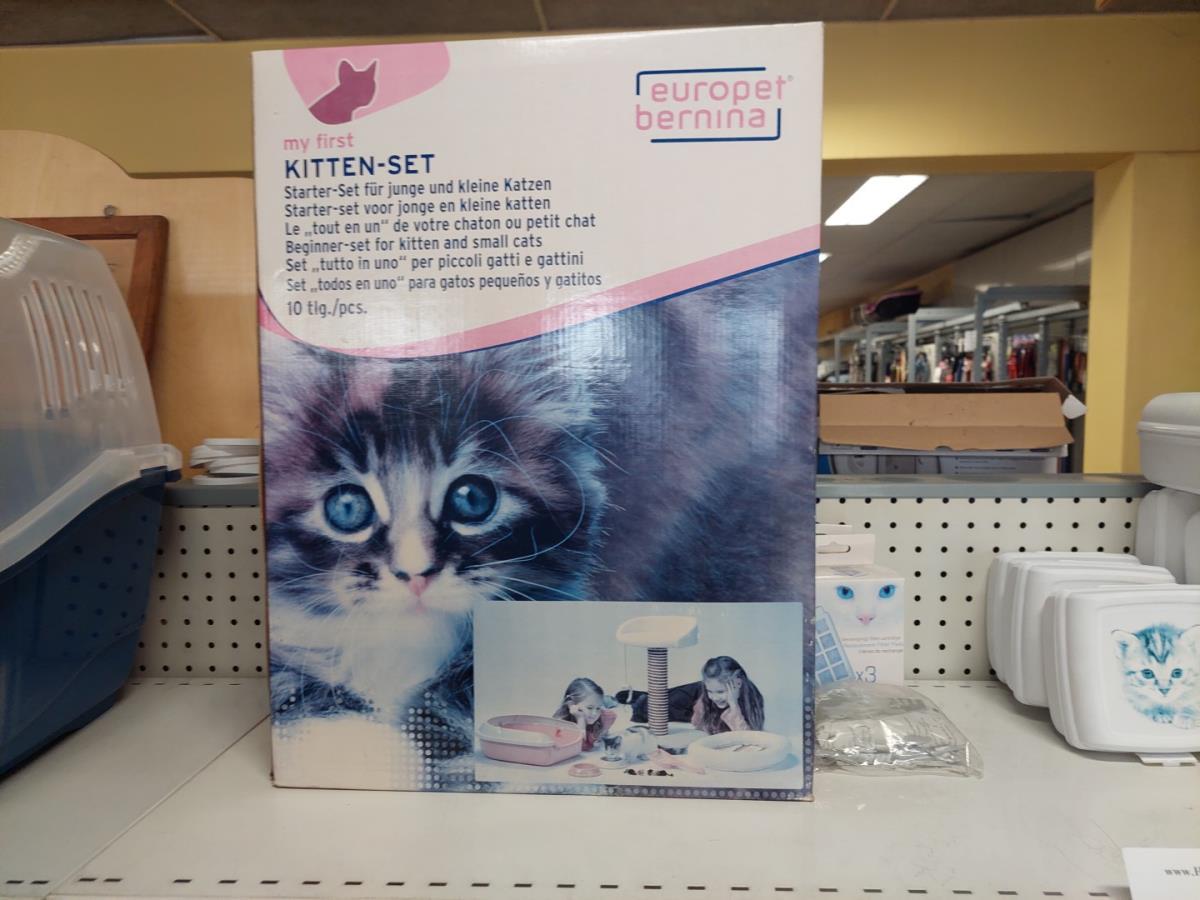 europet
bernina
my first
KITTEN-SET
Starter-Set für junge und kleine Katzen
Starter-set voor jonge en kleine katten
Le „tout en un“ de votre chaton ou petit chat
Beginner-set for kitten and small cats
Set „tutto in uno“ per piccoli gatti e gattini
Set „todos en uno“ para gatos pequeños y gatitos
10 tlg./pcs.
x3
www.